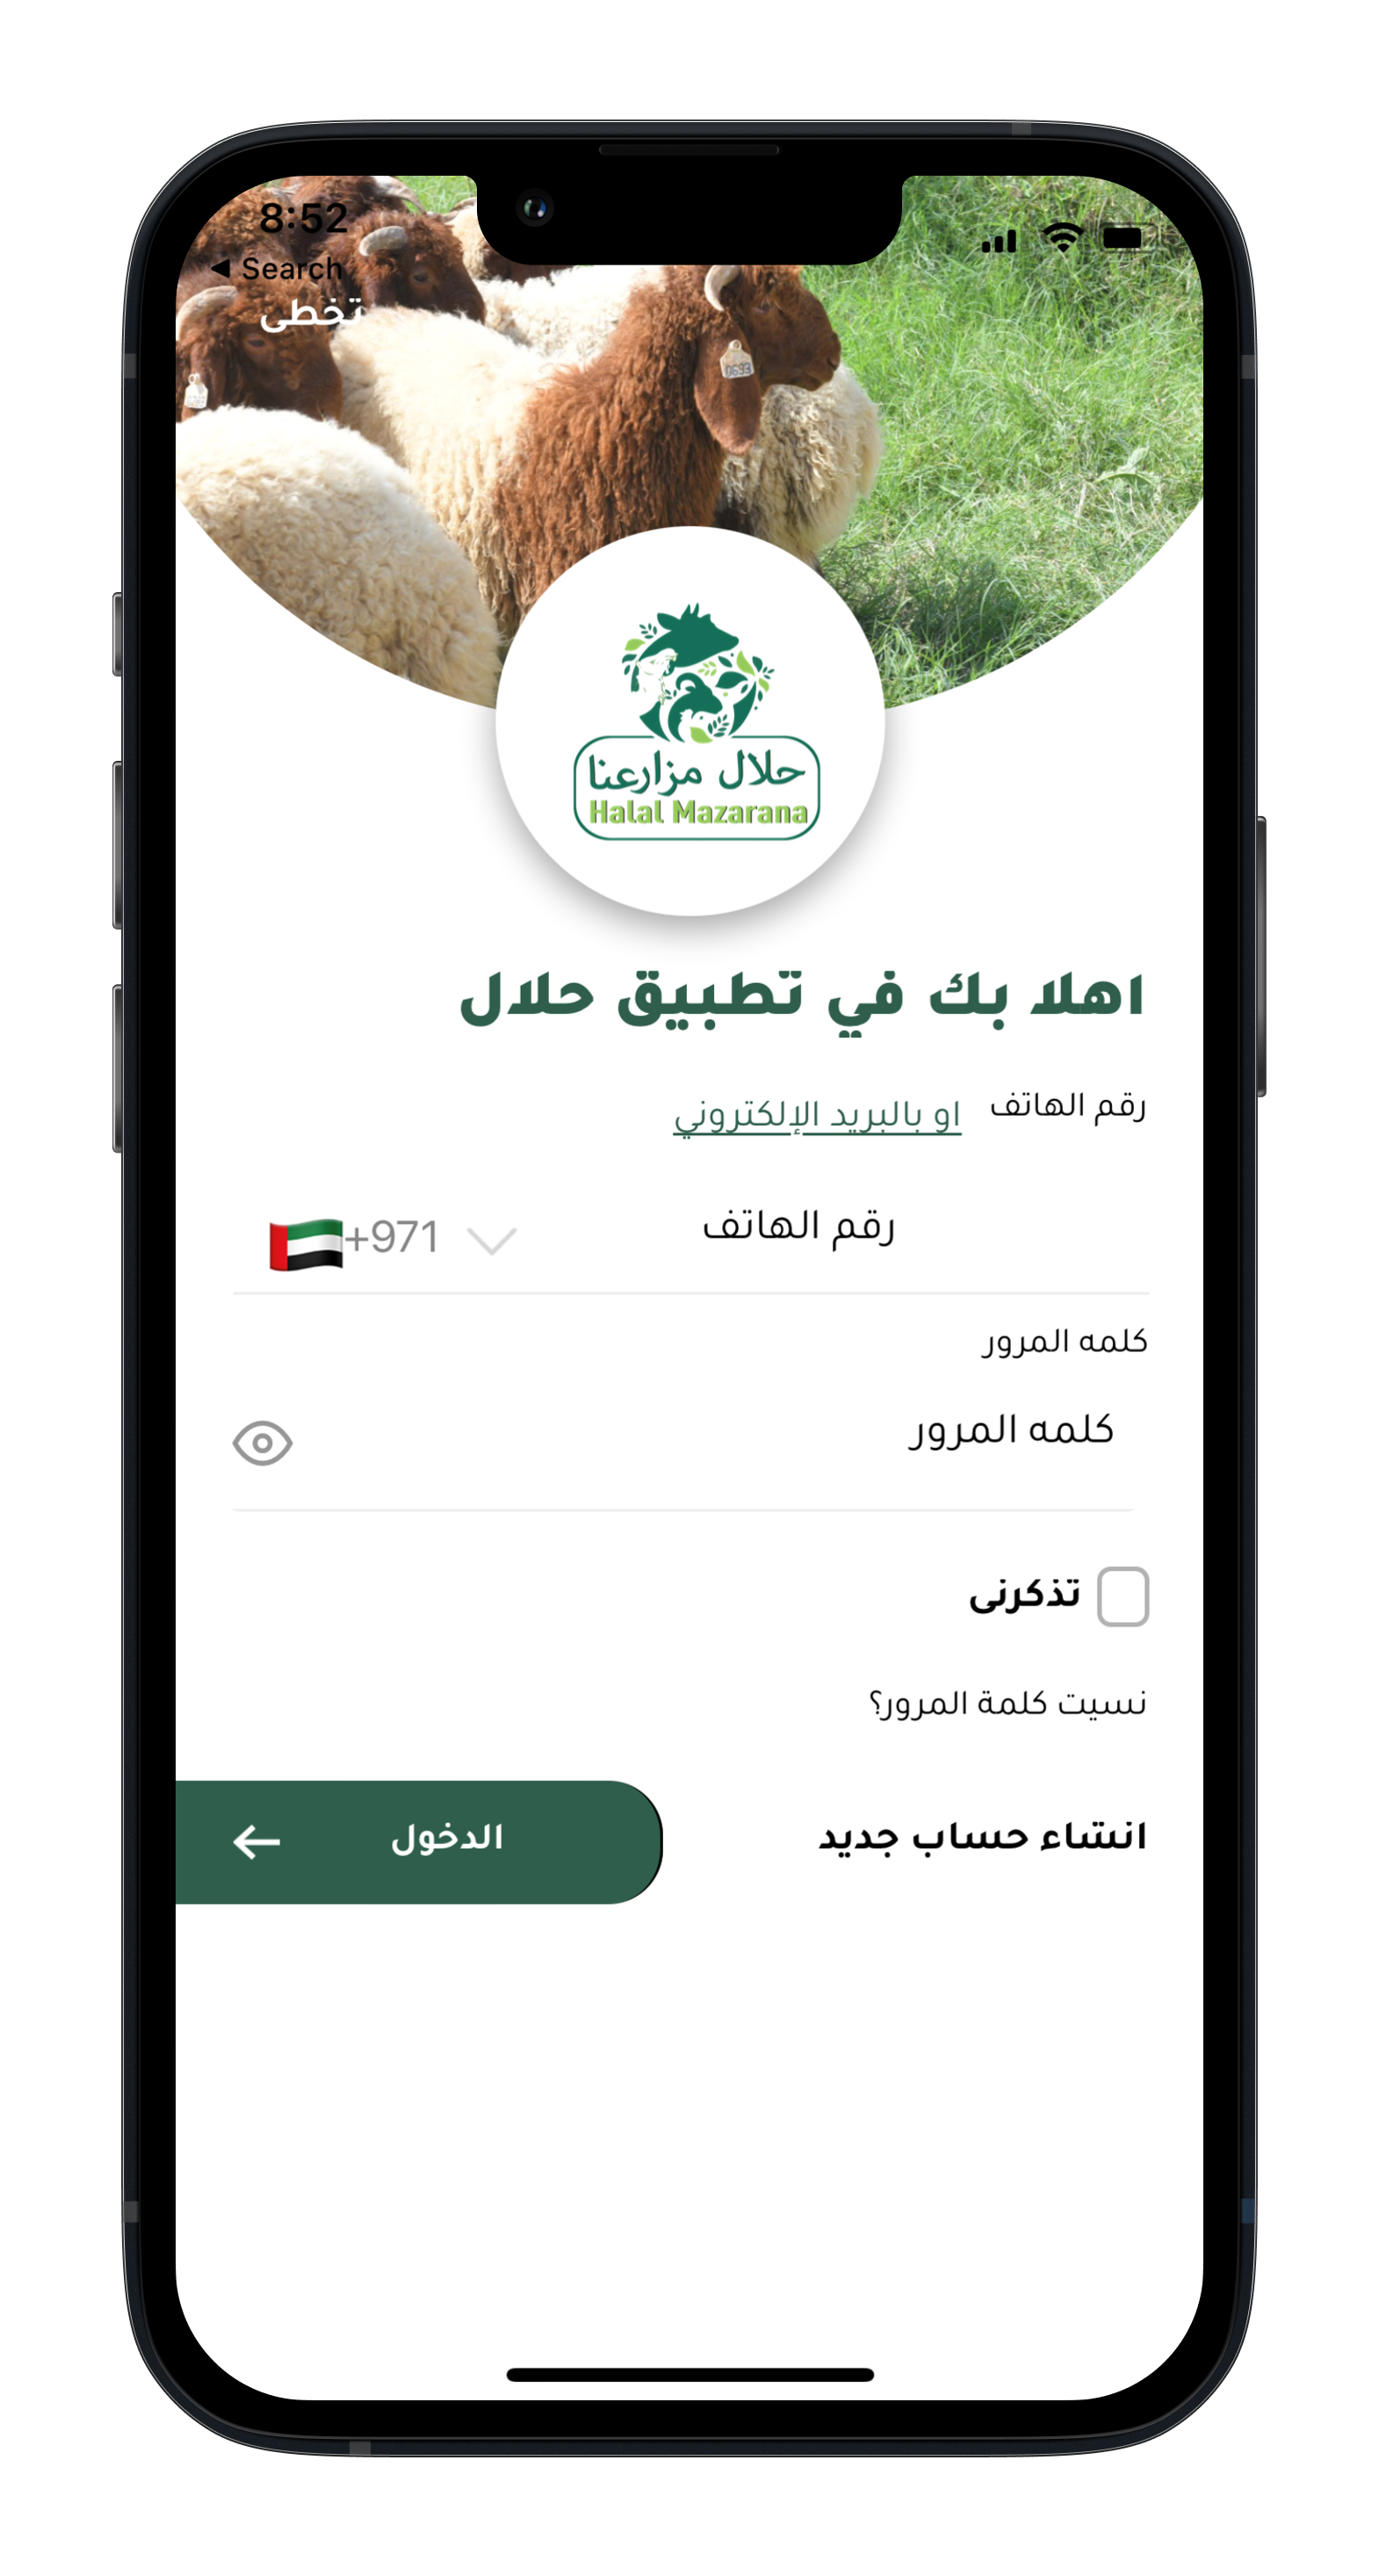 8:52
◀ Search
تخطى
0633
حلال مزارعنا
Halal Mazarana
اهلا بك في تطبيق حلال
رقم الهاتف او بالبريد الإلكتروني
رقم الهاتف +971
كلمه المرور
كلمه المرور
تذكرنى
نسيت كلمة المرور؟
انشاء حساب جديد الدخول